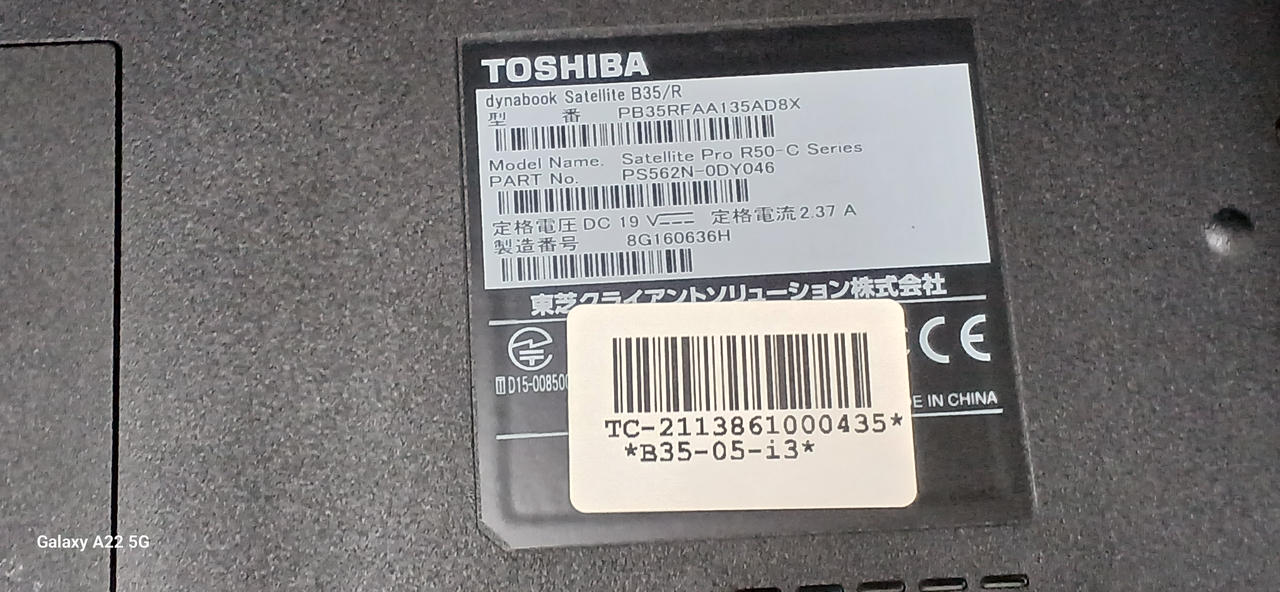 TOSHIBA
dynabook Satellite B35/R
型 番 PB35RFAA135AD8X
Model Name. Satellite Pro R50-C Series
PART No. PS562N-0DY046
定格電圧 DC 19 V 定格電流 2.37 A
製造番号 8G160636H
東芝クライアントソリューション株式会社
CE
D15-008500
E IN CHINA
TC-2113861000435*
*B35-05-i3*
Galaxy A22 5G